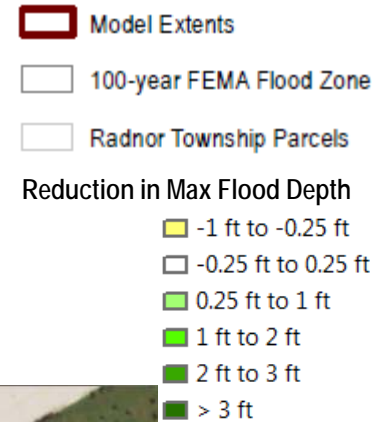 Model Extents
100-year FEMA Flood Zone
Radnor Township Parcels
Reduction in Max Flood Depth
-1 ft to -0.25 ft
-0.25 ft to 0.25 ft
0.25 ft to 1 ft
1 ft to 2 ft
2 ft to 3 ft
> 3 ft